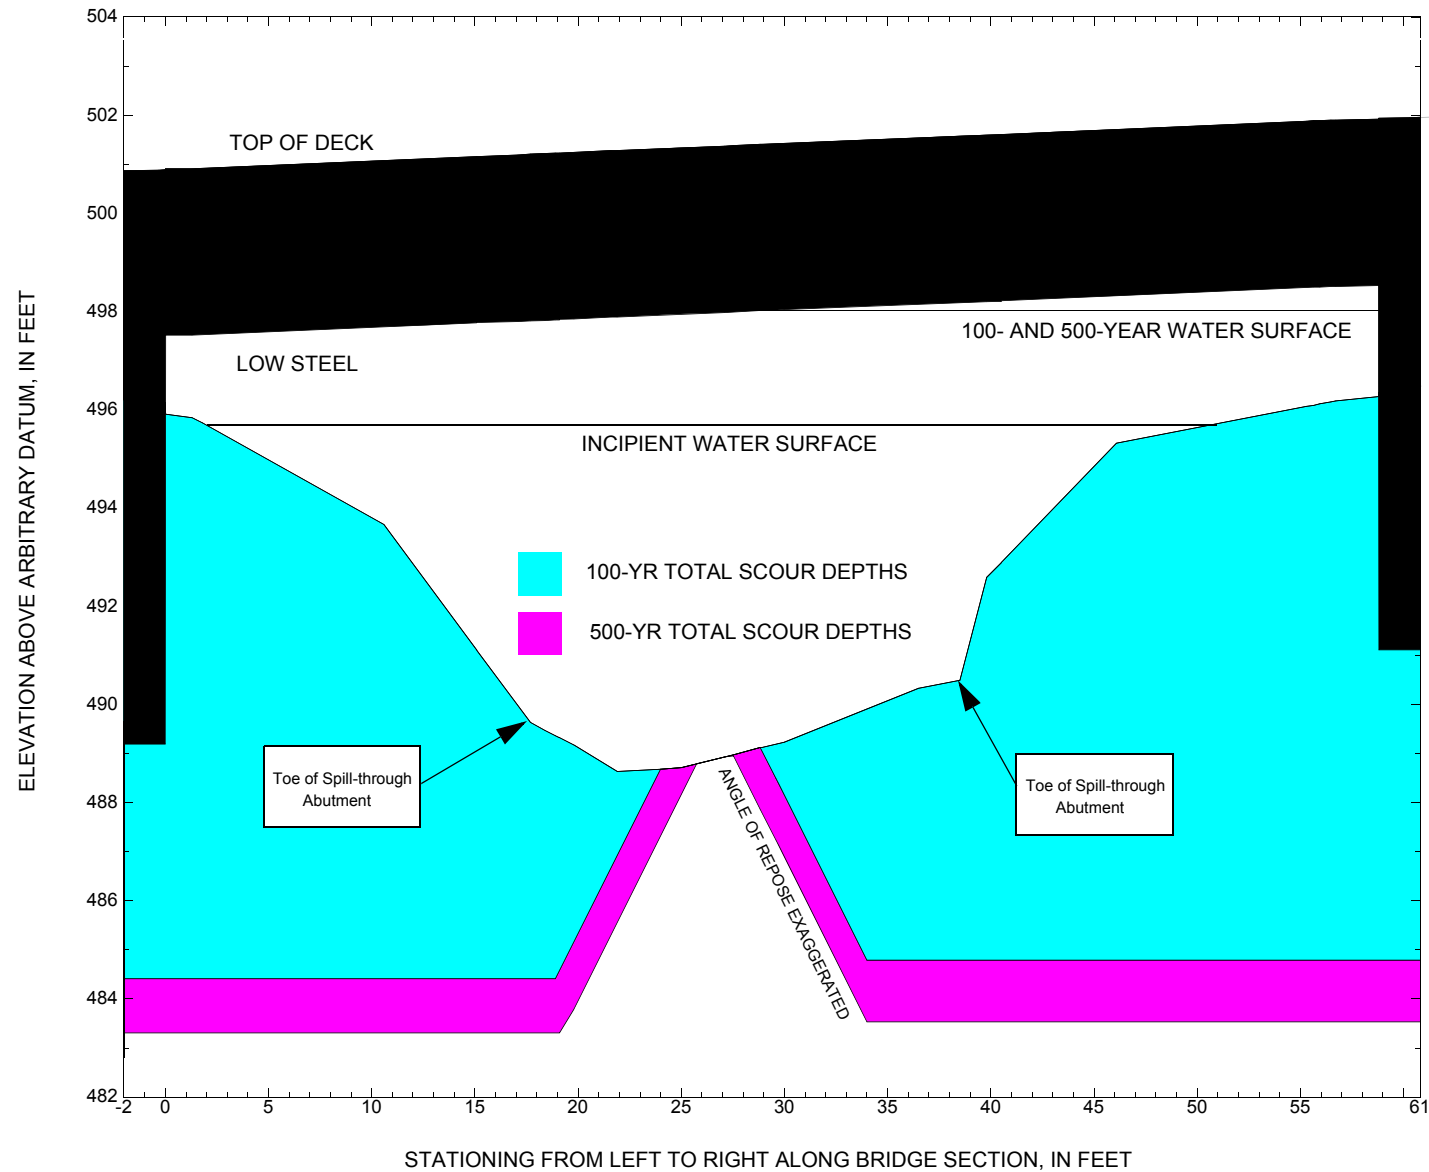 504
502
500
498
496
494
492
490
488
486
484
482
ELEVATION ABOVE ARBITRARY DATUM, IN FEET
TOP OF DECK
100- AND 500-YEAR WATER SURFACE
LOW STEEL
INCIPIENT WATER SURFACE
100-YR TOTAL SCOUR DEPTHS
500-YR TOTAL SCOUR DEPTHS
Toe of Spill-through
Abutment
Toe of Spill-through
Abutment
ANGLE OF REPOSE EXAGGERATED
-2 0 5 10 15 20 25 30 35 40 45 50 55 61
STATIONING FROM LEFT TO RIGHT ALONG BRIDGE SECTION, IN FEET